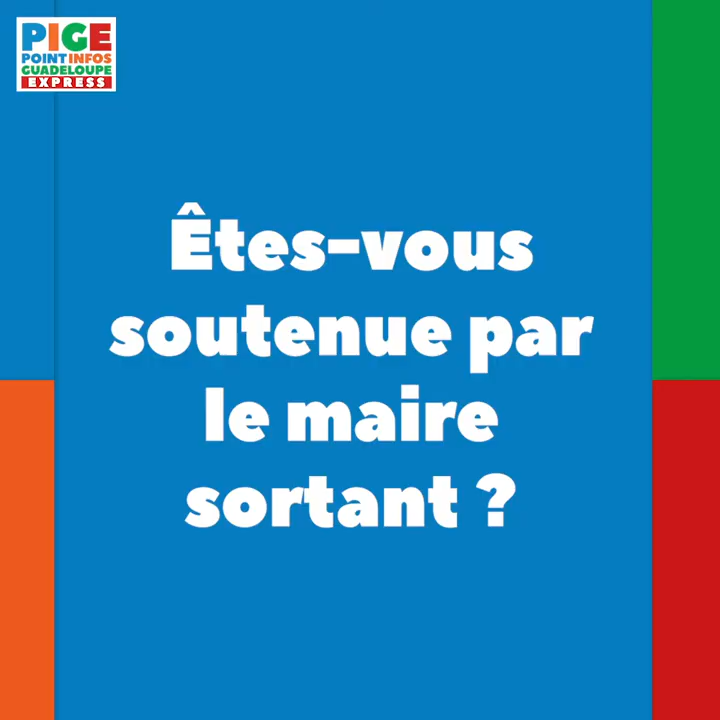 PIGE
POINT INFOS
GUADELOUPE
EXPRESS
Êtes-vous
soutenue par
le maire
sortant ?